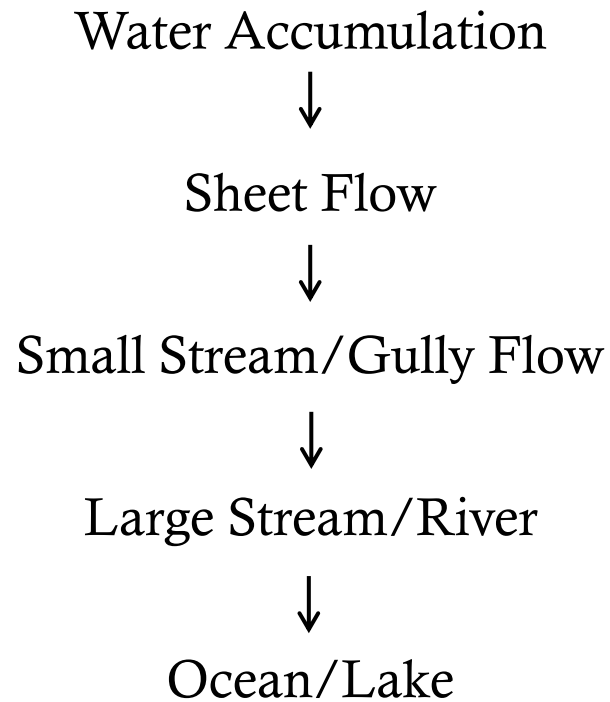 Water Accumulation
Sheet Flow
Small Stream/Gully Flow
Large Stream/River
Ocean/Lake